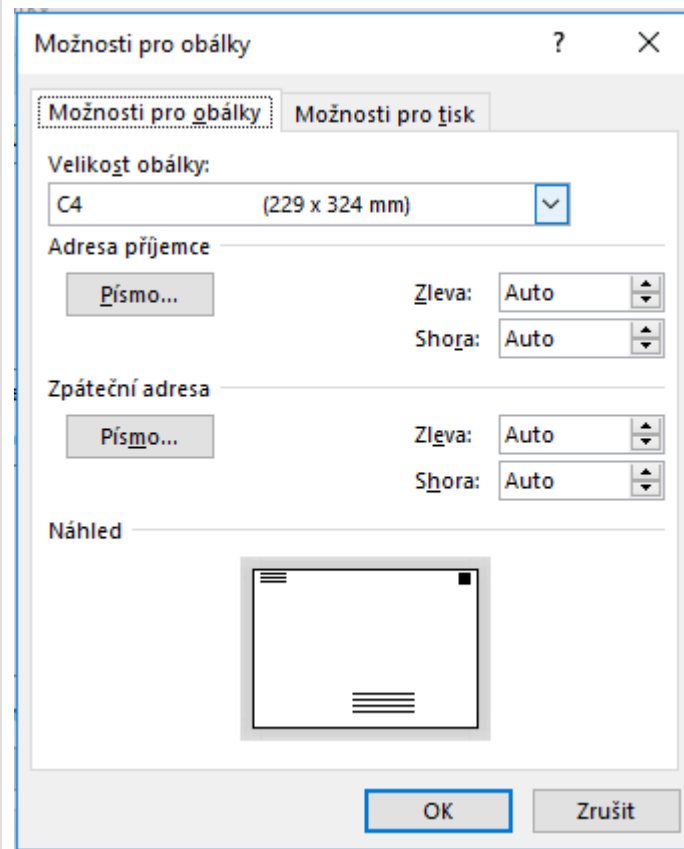 Možnosti pro obálky ?
Možnosti pro obálky Možnosti pro tisk
Velikost obálky:
C4 (229 x 324 mm)
Adresa příjemce
Písmo... Zleva: Auto
Shora: Auto
Zpáteční adresa
Písmo... Zleva: Auto
Shora: Auto
Náhled
OK Zrušit